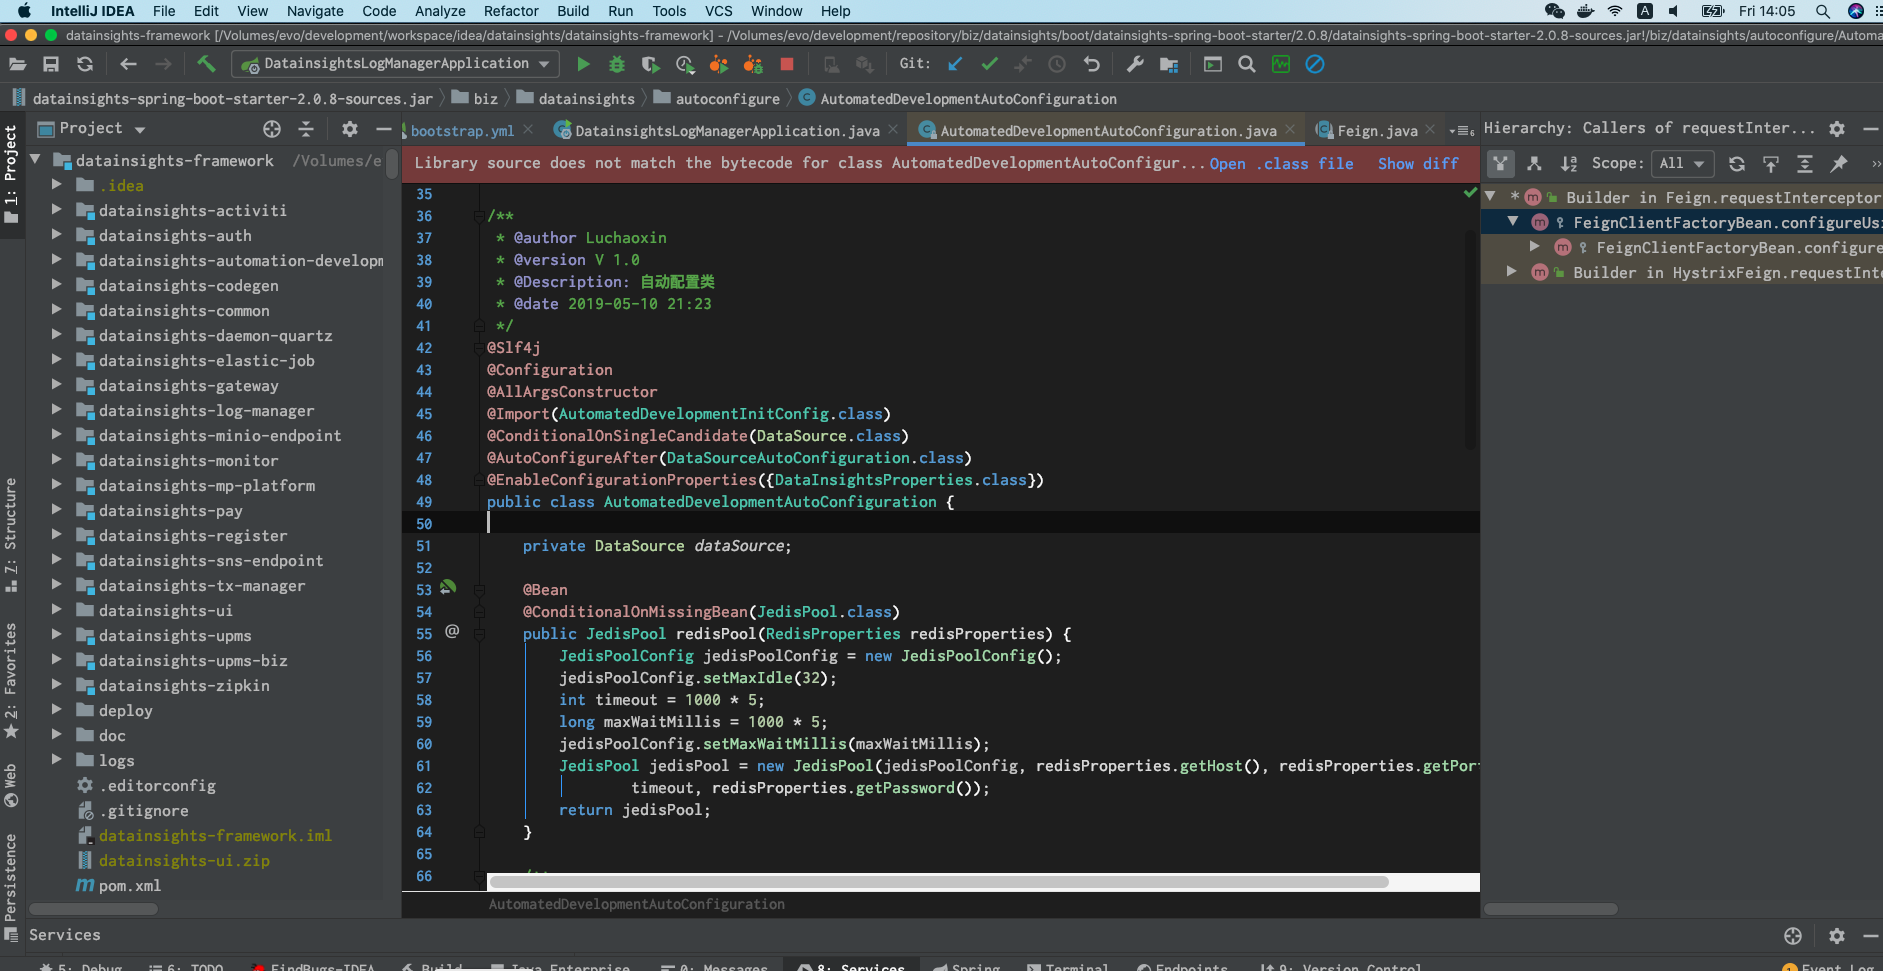 IntelliJ IDEA File Edit View Navigate Code Analyze Refactor Build Run Tools VCS Window Help Fri 14:05
datainsights-framework [/Volumes/evo/development/workspace/idea/datainsights/datainsights-framework] - /Volumes/evo/development/repository/biz/datainsights/boot/datainsights-spring-boot-starter/2.0.8/datainsights-spring-boot-starter-2.0.8-sources.jar!/biz/datainsights/autoconfigure/Automa
DatainsightsLogManagerApplication Git:
datainsights-spring-boot-starter-2.0.8-sources.jar biz datainsights autoconfigure AutomatedDevelopmentAutoConfiguration
1: Project
Z: Structure
2: Favorites
Web
Persistence
Project
datainsights-framework /Volumes/e
.idea
datainsights-activiti
datainsights-auth
datainsights-automation-developm
datainsights-codegen
datainsights-common
datainsights-daemon-quartz
datainsights-elastic-job
datainsights-gateway
datainsights-log-manager
datainsights-minio-endpoint
datainsights-monitor
datainsights-mp-platform
datainsights-pay
datainsights-register
datainsights-sns-endpoint
datainsights-tx-manager
datainsights-ui
datainsights-upms
datainsights-upms-biz
datainsights-zipkin
deploy
doc
logs
.editorconfig
.gitignore
datainsights-framework.iml
datainsights-ui.zip
pom.xml
bootstrap.yml DatainsightsLogManagerApplication.java AutomatedDevelopmentAutoConfiguration.java Feign.java 6
Library source does not match the bytecode for class AutomatedDevelopmentAutoConfigur... Open .class file Show diff
35
36 /**
37 * @author Luchaoxin
38 * @version V 1.0
39 * @Description: 自动配置类
40 * @date 2019-05-10 21:23
41 */
42 @Slf4j
43 @Configuration
44 @AllArgsConstructor
45 @Import(AutomatedDevelopmentInitConfig.class)
46 @ConditionalOnSingleCandidate(DataSource.class)
47 @AutoConfigureAfter(DataSourceAutoConfiguration.class)
48 @EnableConfigurationProperties({DataInsightsProperties.class})
49 public class AutomatedDevelopmentAutoConfiguration {
50
51 private DataSource dataSource;
52
53 @Bean
54 @ConditionalOnMissingBean(JedisPool.class)
55 @ public JedisPool redisPool(RedisProperties redisProperties) {
56 JedisPoolConfig jedisPoolConfig = new JedisPoolConfig();
57 jedisPoolConfig.setMaxIdle(32);
58 int timeout = 1000 * 5;
59 long maxWaitMillis = 1000 * 5;
60 jedisPoolConfig.setMaxWaitMillis(maxWaitMillis);
61 JedisPool jedisPool = new JedisPool(jedisPoolConfig, redisProperties.getHost(), redisProperties.getPor
62 timeout, redisProperties.getPassword());
63 return jedisPool;
64 }
65
66
AutomatedDevelopmentAutoConfiguration
Hierarchy: Callers of requestInter...
Scope: All
* Builder in Feign.requestInterceptor
FeignClientFactoryBean.configureUsi
FeignClientFactoryBean.configure
Builder in HystrixFeign.requestInte
Services
5: Debug 6: TODO FindBugs-IDEA Build Java Enterprise 0: Messages 8: Services Spring Terminal Endpoints 9: Version Control Event Log